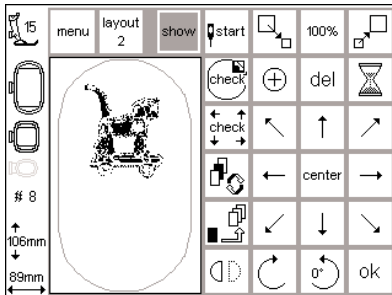 15
menu
layout
2
show
start
100%
check
del
check
center
# 8
106mm
89mm
0°
ok